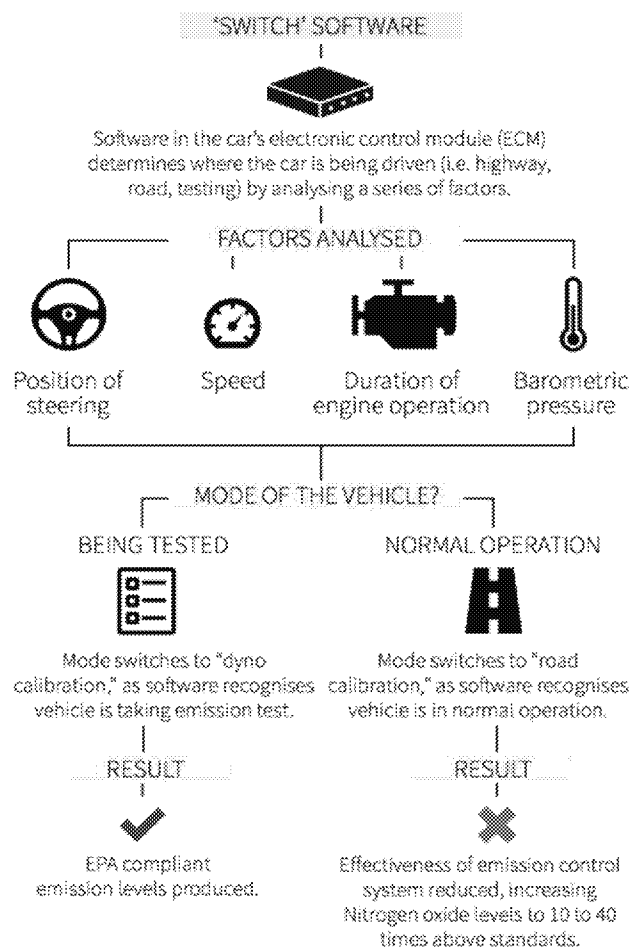 'SWITCH' SOFTWARE
Software in the car's electronic control module (ECM)
determines where the car is being driven (i.e. highway,
road, testing) by analysing a series of factors.
FACTORS ANALYSED
Position of
steering
Speed
Duration of
engine operation
Barometric
pressure
MODE OF THE VEHICLE?
BEING TESTED
Mode switches to "dyno
calibration," as software recognises
vehicle is taking emission test.
RESULT
EPA compliant
emission levels produced.
NORMAL OPERATION
Mode switches to "road
calibration," as software recognises
vehicle is in normal operation.
RESULT
Effectiveness of emission control
system reduced, increasing
Nitrogen oxide levels to 10 to 40
times above standards.